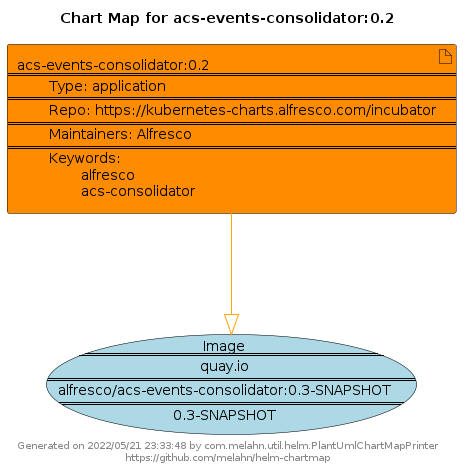 Chart Map for acs-events-consolidator:0.2
acs-events-consolidator:0.2
Type: application
Repo: https://kubernetes-charts.alfresco.com/incubator
Maintainers: Alfresco
Keywords:
alfresco
acs-consolidator
Image
quay.io
alfresco/acs-events-consolidator:0.3-SNAPSHOT
0.3-SNAPSHOT
Generated on 2022/05/21 23:33:48 by com.melahn.util.helm.PlantUmlChartMapPrinter
https://github.com/melahn/helm-chartmap